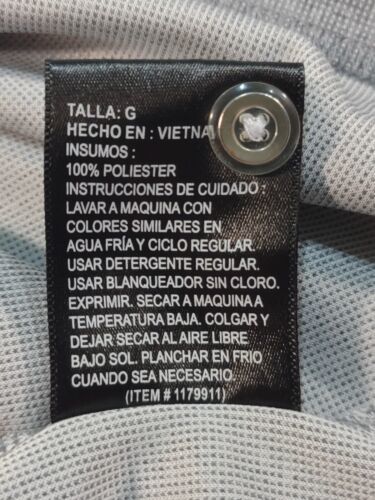 TALLA: G
HECHO EN : VIETNA
INSUMOS :
100% POLIESTER
INSTRUCCIONES DE CUIDADO :
LAVAR A MAQUINA CON
COLORES SIMILARES EN
AGUA FRÍA Y CICLO REGULAR.
USAR DETERGENTE REGULAR.
USAR BLANQUEADOR SIN CLORO.
EXPRIMIR. SECAR A MAQUINA A
TEMPERATURA BAJA. COLGAR Y
DEJAR SECAR AL AIRE LIBRE
BAJO SOL. PLANCHAR EN FRIO
CUANDO SEA NECESARIO.
(ITEM # 1179911)